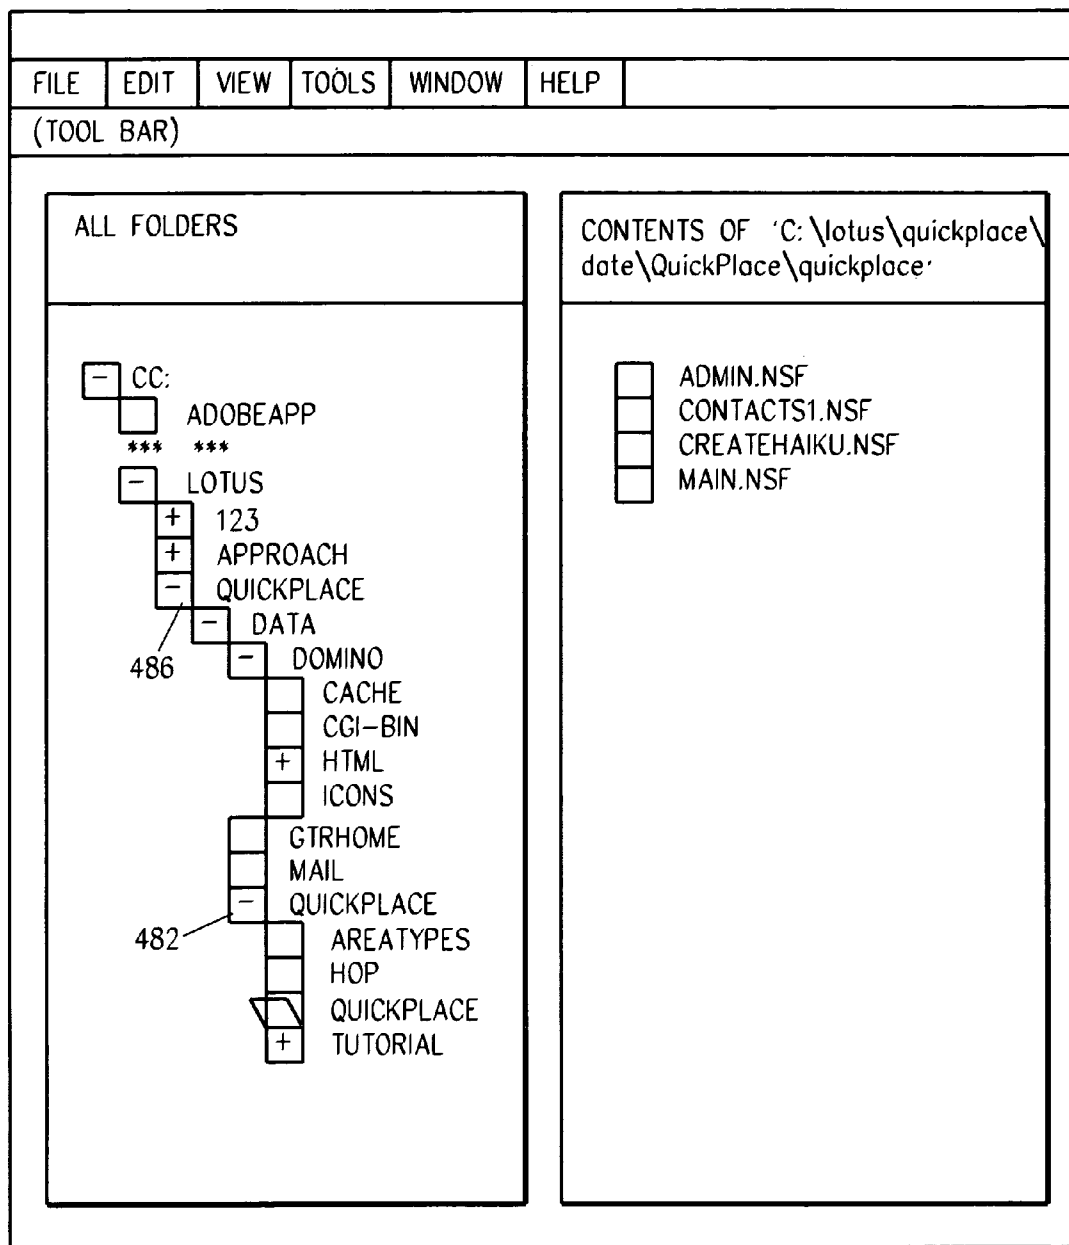 FILE EDIT VIEW TOOLS WINDOW HELP
(TOOL BAR)
ALL FOLDERS
- CC:
ADOBEAPP
*** ***
- LOTUS
+ 123
+ APPROACH
- QUICKPLACE
- DATA
486
- DOMINO
CACHE
CGI-BIN
+ HTML
ICONS
GTRHOME
MAIL
- QUICKPLACE
482
AREATYPES
HOP
QUICKPLACE
+ TUTORIAL
CONTENTS OF 'C:\lotus\quickplace\
date\QuickPlace\quickplace'
ADMIN.NSF
CONTACTS1.NSF
CREATEHAIKU.NSF
MAIN.NSF